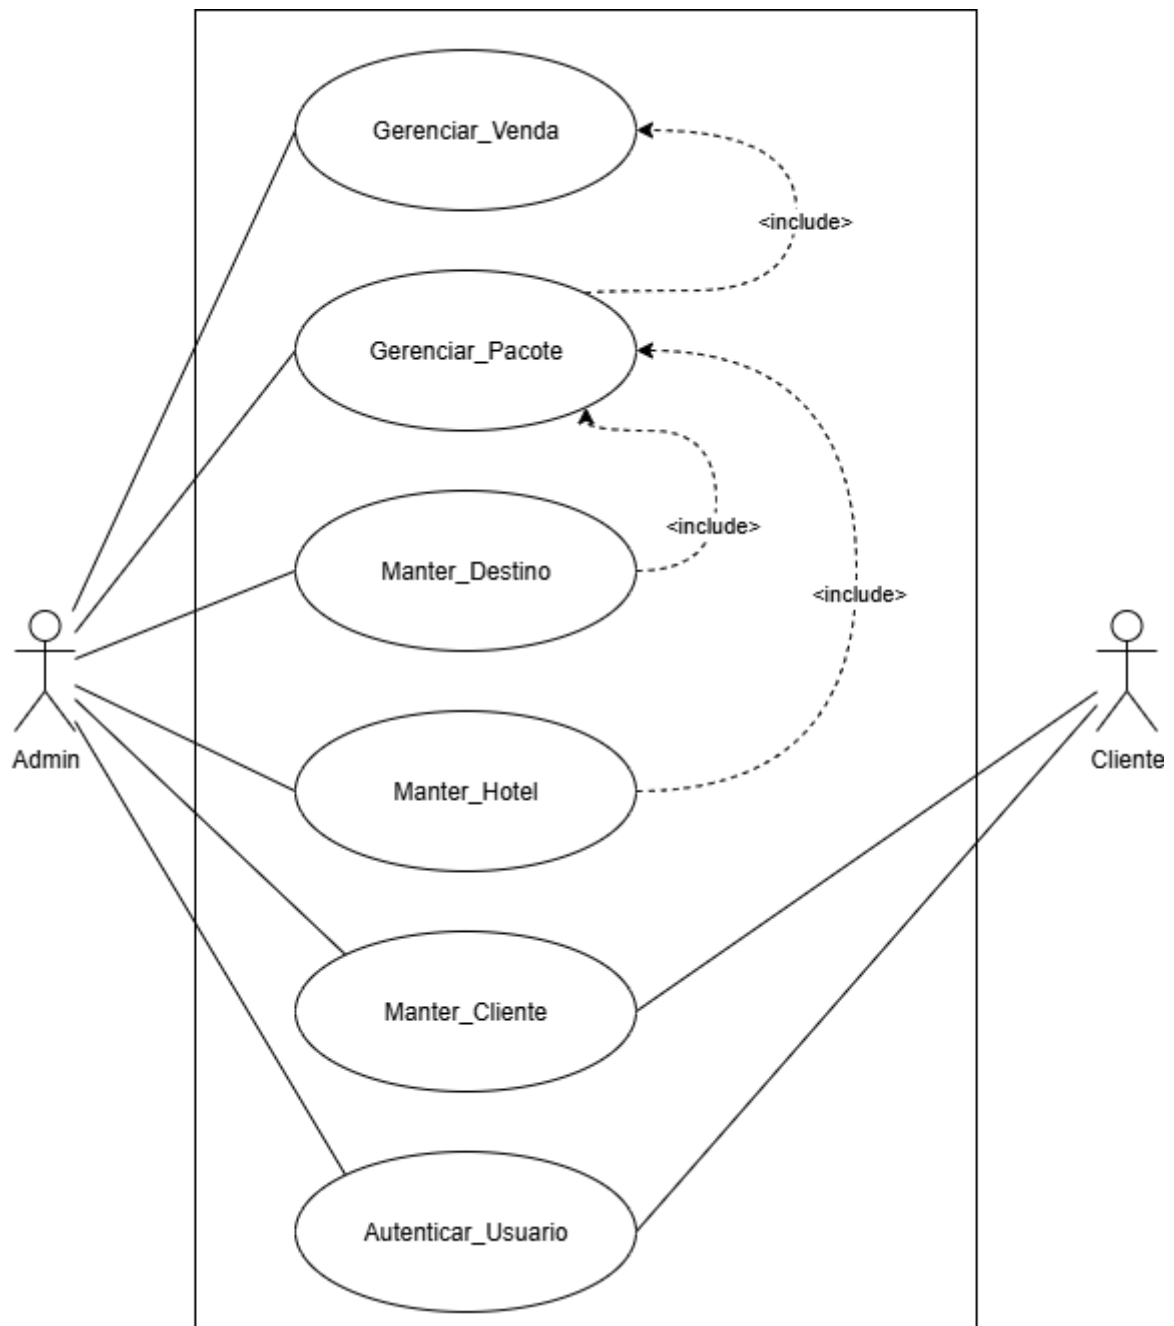 Gerenciar_Venda
<include>
Gerenciar_Pacote
<include>
Manter_Destino
<include>
Admin
Cliente
Manter_Hotel
Manter_Cliente
Autenticar_Usuario